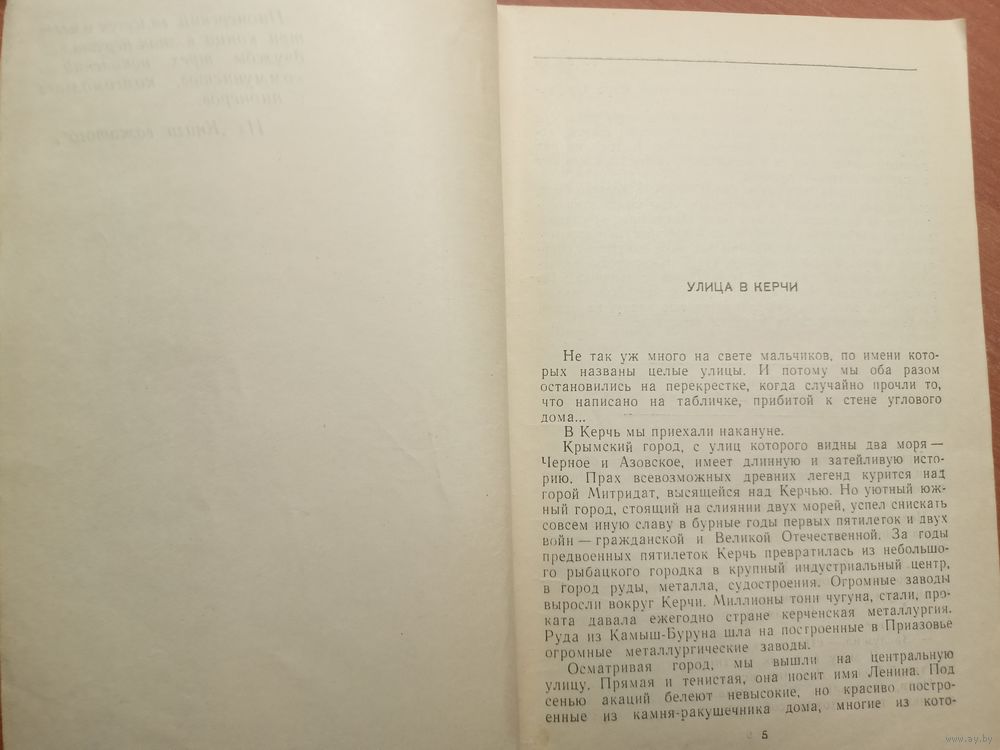 УЛИЦА В КЕРЧИ
Не так уж много на свете мальчиков, по имени кото-
рых названы целые улицы. И потому мы оба разом
остановились на перекрестке, когда случайно прочли то,
что написано на табличке, прибитой к стене углового
дома...
В Керчь мы приехали накануне.
Крымский город, с улиц которого видны два моря —
Черное и Азовское, имеет длинную и затейливую исто-
рию. Прах всевозможных древних легенд курится над
горой Митридат, высящейся над Керчью. Но уютный юж-
ный город, стоящий на слиянии двух морей, успел снискать
совсем иную славу в бурные годы первых пятилеток и двух
войн — гражданской и Великой Отечественной. За годы
предвоенных пятилеток Керчь превратилась из небольшо-
го рыбацкого городка в крупный индустриальный центр,
в город руды, металла, судостроения. Огромные заводы
выросли вокруг Керчи. Миллионы тонн чугуна, стали, про-
ката давала ежегодно стране керченская металлургия.
Руда из Камыш-Буруна шла на построенные в Приазовье
огромные металлургические заводы.
Осматривая город, мы вышли на центральную
улицу. Прямая и тенистая, она носит имя Ленина. Под
сенью акаций белеют невысокие, но красиво постро-
енные из камня-ракушечника дома, многие из кото-
5
www.ay.by